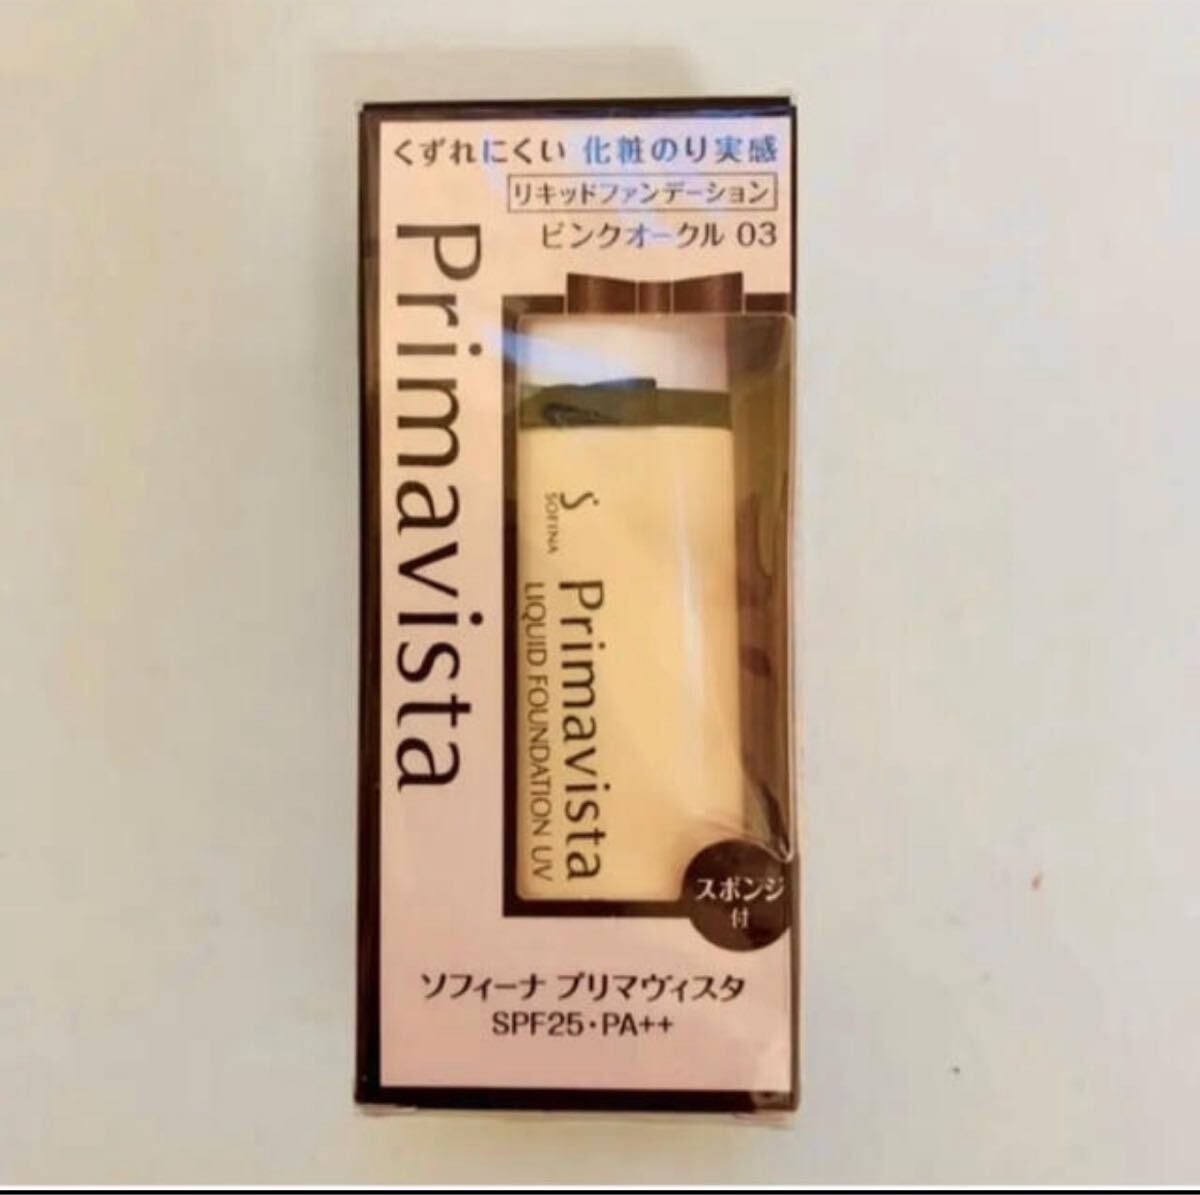 くずれにくい 化粧のり実感
リキッドファンデーション
ピンクオークル 03
Primavista
S
SOFINA
Primavista
LIQUID FOUNDATION UV
スポンジ
付
ソフィーナ プリマヴィスタ
SPF25・PA++